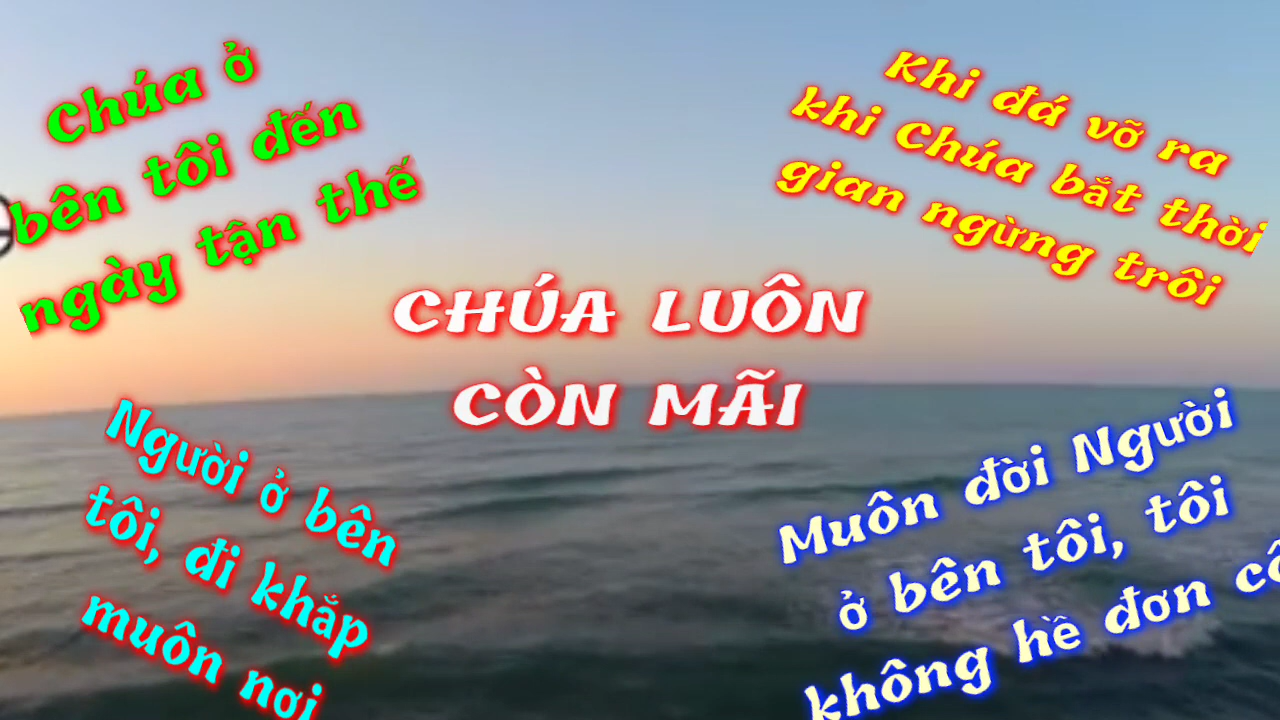 Chúa ở
bên tôi đến
ngày tận thế
Khi đá vỡ ra
khi Chúa bắt thời
gian ngừng trôi
CHÚA LUÔN
CÒN MÃI
Người ở bên
tôi, đi khắp
muôn nơi
Muôn đời Người
ở bên tôi, tôi
không hề đơn cô